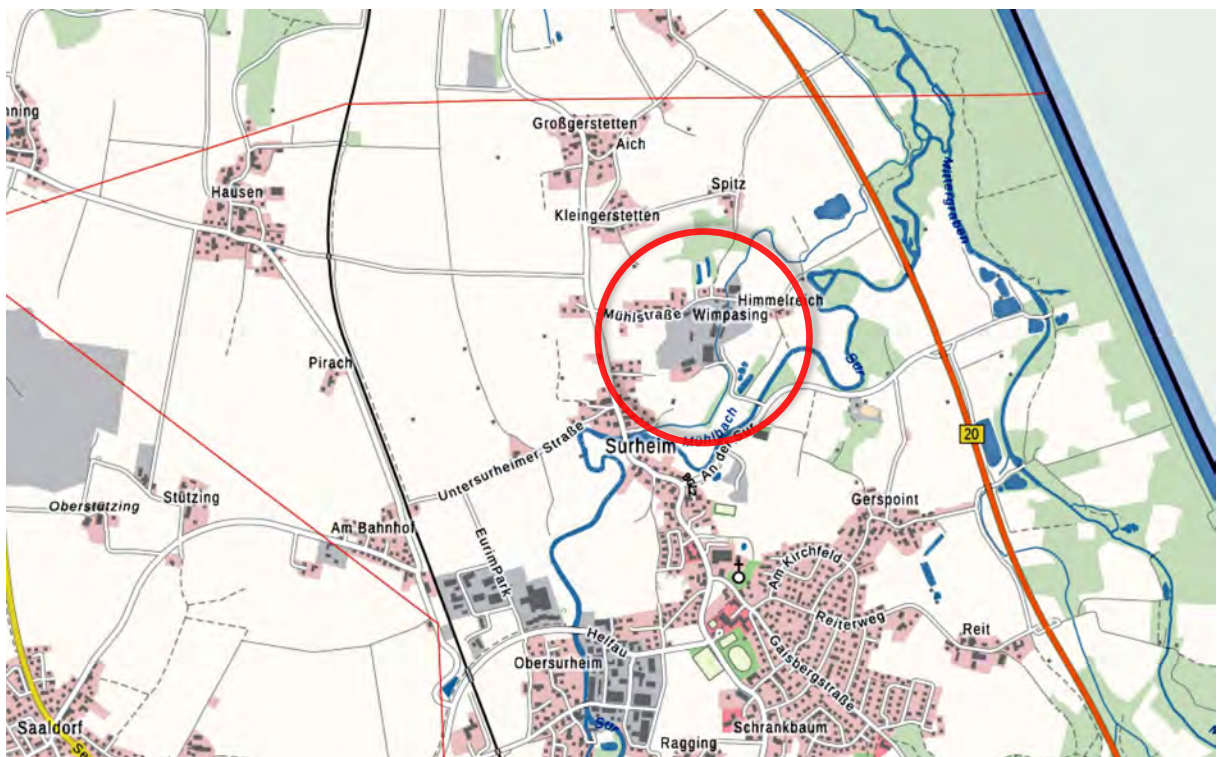 nning
Großgerstetten
Aich
Hausen
Spitz
Kleingerstetten
Mittergraben
Himmelreich
Mühlstraße
Wimpasing
Pirach
Sur
Surheim
Mühlbach
An der Sur
20
Untersurheimer Straße
Stützing
Oberstützing
Am Bahnhof
Gerspoint
EurimPark
Am Kirchfeld
Reiterweg
Reit
Helfau
Obersurheim
Gaisbergstraße
Saaldorf
Sur
Schrankbaum
Ragging